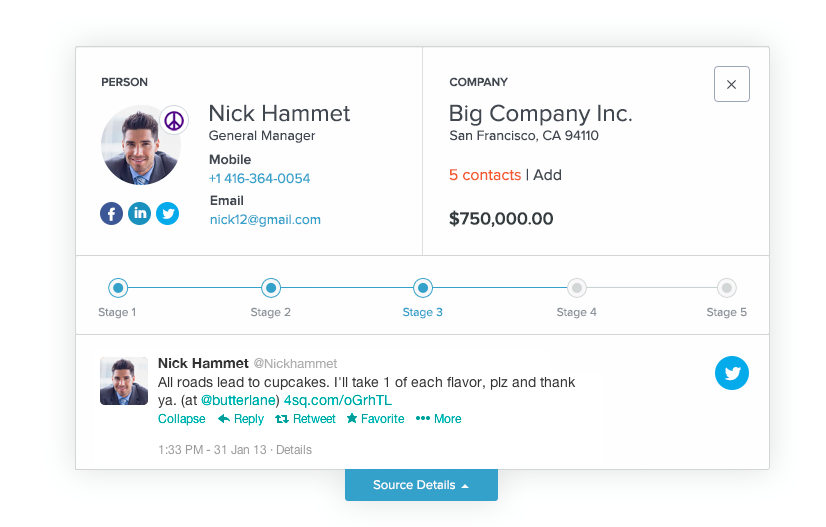 PERSON
Nick Hammet
General Manager
Mobile
+1 416-364-0054
Email
nick12@gmail.com
COMPANY
Big Company Inc.
San Francisco, CA 94110
5 contacts | Add
$750,000.00
Stage 1
Stage 2
Stage 3
Stage 4
Stage 5
Nick Hammet @Nickhammet
All roads lead to cupcakes. I'll take 1 of each flavor, plz and thank
ya. (at @butterlane) 4sq.com/oGrhTL
Collapse Reply Retweet Favorite More
1:33 PM - 31 Jan 13 · Details
Source Details